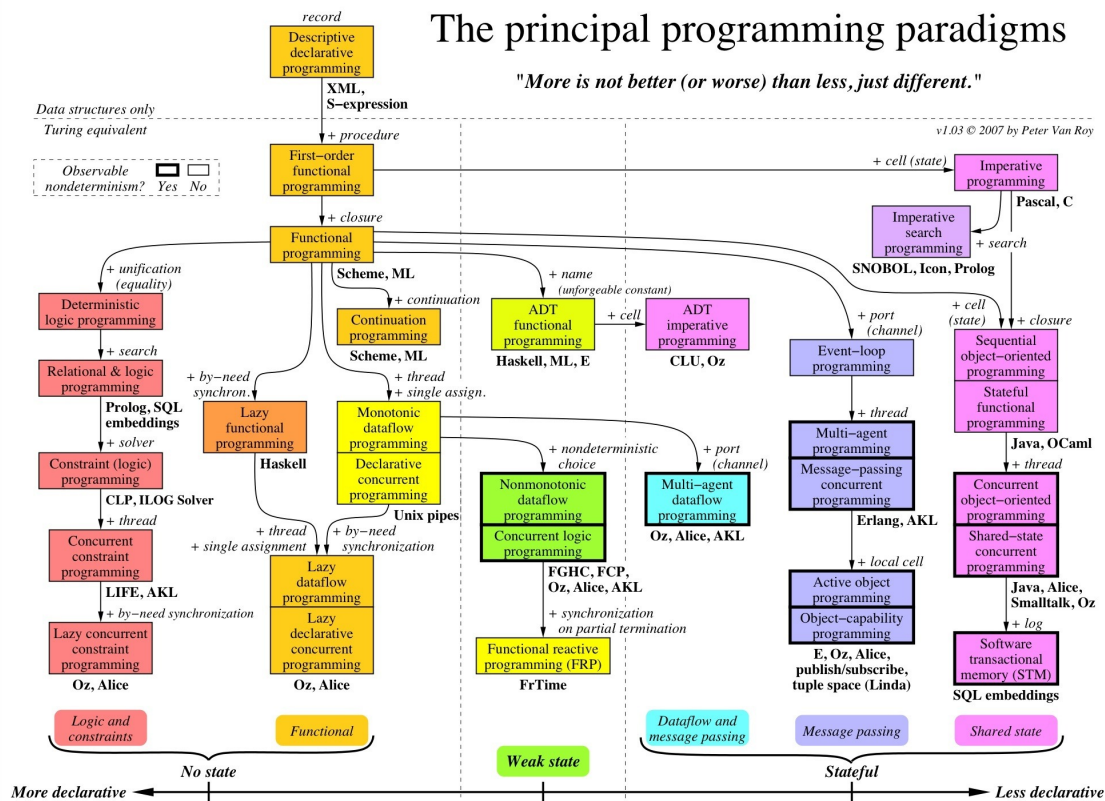 The principal programming paradigms
"More is not better (or worse) than less, just different."
record
Descriptive
declarative
programming
XML,
S−expression
Data structures only
Turing equivalent
v1.03 © 2007 by Peter Van Roy
Observable
nondeterminism?
Yes
No
+ procedure
First−order
functional
programming
+ cell (state)
Imperative
programming
Pascal, C
Imperative
search
programming
+ search
SNOBOL, Icon, Prolog
+ closure
Functional
programming
Scheme, ML
+ unification
(equality)
Deterministic
logic programming
+ search
Relational & logic
programming
Prolog, SQL
embeddings
+ solver
Constraint (logic)
programming
CLP, ILOG Solver
+ thread
Concurrent
constraint
programming
LIFE, AKL
+ by−need synchronization
Lazy concurrent
constraint
programming
Oz, Alice
+ continuation
Continuation
programming
Scheme, ML
+ by−need
synchron.
Lazy
functional
programming
Haskell
+ thread
+ single assignment
+ thread
+ single assign.
Monotonic
dataflow
programming
Declarative
concurrent
programming
Unix pipes
+ by−need
synchronization
Lazy
dataflow
programming
Lazy
declarative
concurrent
programming
Oz, Alice
+ name
(unforgeable constant)
ADT
functional
programming
Haskell, ML, E
+ cell
ADT
imperative
programming
CLU, Oz
+ nondeterministic
choice
Nonmonotonic
dataflow
programming
Concurrent logic
programming
FGHC, FCP,
Oz, Alice, AKL
+ synchronization
on partial termination
Functional reactive
programming (FRP)
FrTime
+ port
(channel)
Multi−agent
dataflow
programming
Oz, Alice, AKL
+ port
(channel)
Event−loop
programming
+ thread
Multi−agent
programming
Message−passing
concurrent
programming
Erlang, AKL
+ local cell
Active object
programming
Object−capability
programming
E, Oz, Alice,
publish/subscribe,
tuple space (Linda)
+ cell
(state)
+ closure
Sequential
object−oriented
programming
Stateful
functional
programming
Java, OCaml
+ thread
Concurrent
object−oriented
programming
Shared−state
concurrent
programming
Java, Alice,
Smalltalk, Oz
+ log
Software
transactional
memory (STM)
SQL embeddings
Logic and
constraints
Functional
Dataflow and
message passing
Message passing
Shared state
No state
Weak state
Stateful
More declarative
Less declarative